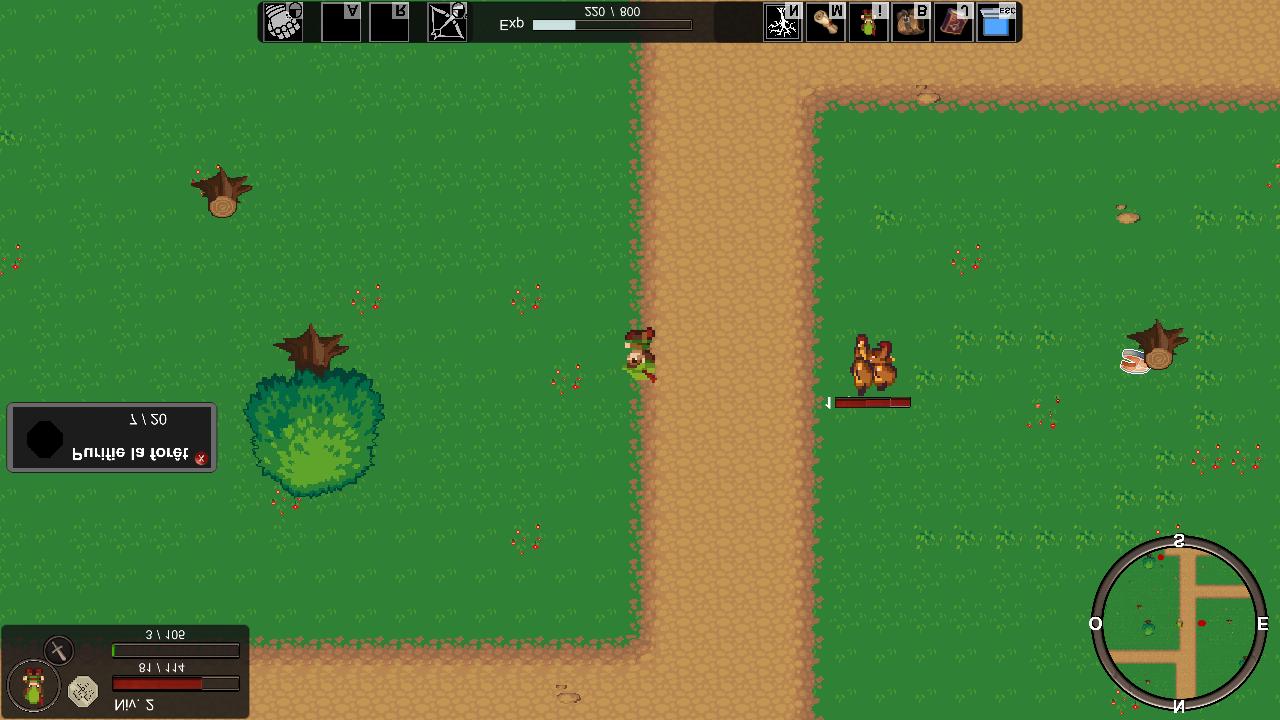 Niv. 2
81 / 114
3 / 105
N
O E
S
Purifie la forêt
x
7 / 20
1
A
R
Exp
220 / 800
N
M
I
B
J
ESC